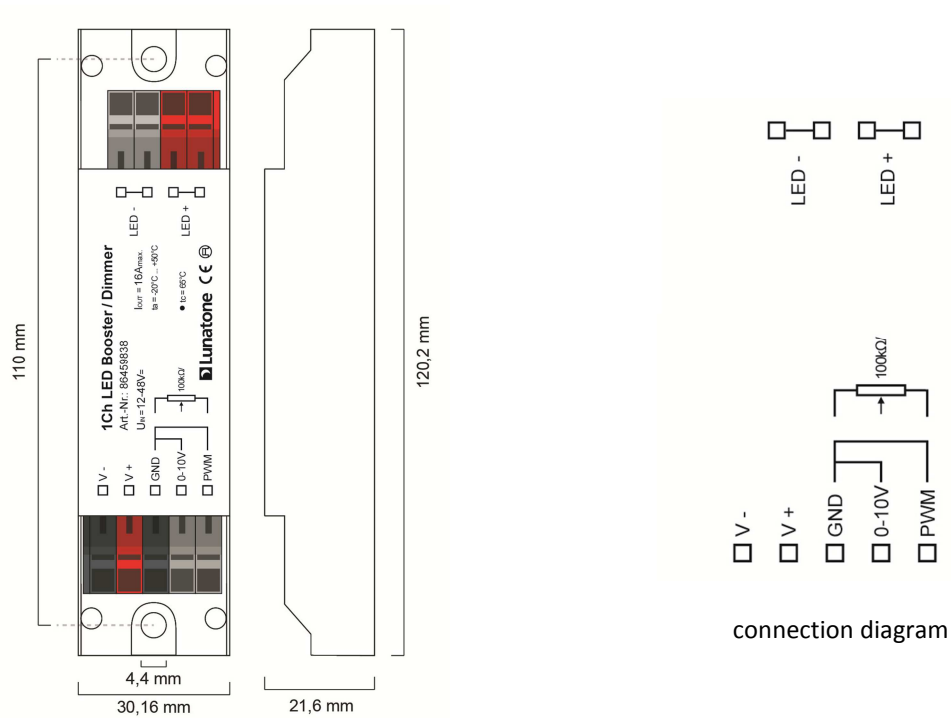 LED -
LED +
1Ch LED Booster / Dimmer
Art.-Nr.: 86459838
UIN=12-48V=
IOUT = 16Amax.
ta = -20°C ... +50°C
• tc = 65°C
Lunatone CE
100kΩ/
V -
V +
GND
0-10V
PWM
110 mm
120,2 mm
4,4 mm
30,16 mm
21,6 mm
LED -
LED +
100kΩ/
V -
V +
GND
0-10V
PWM
connection diagram